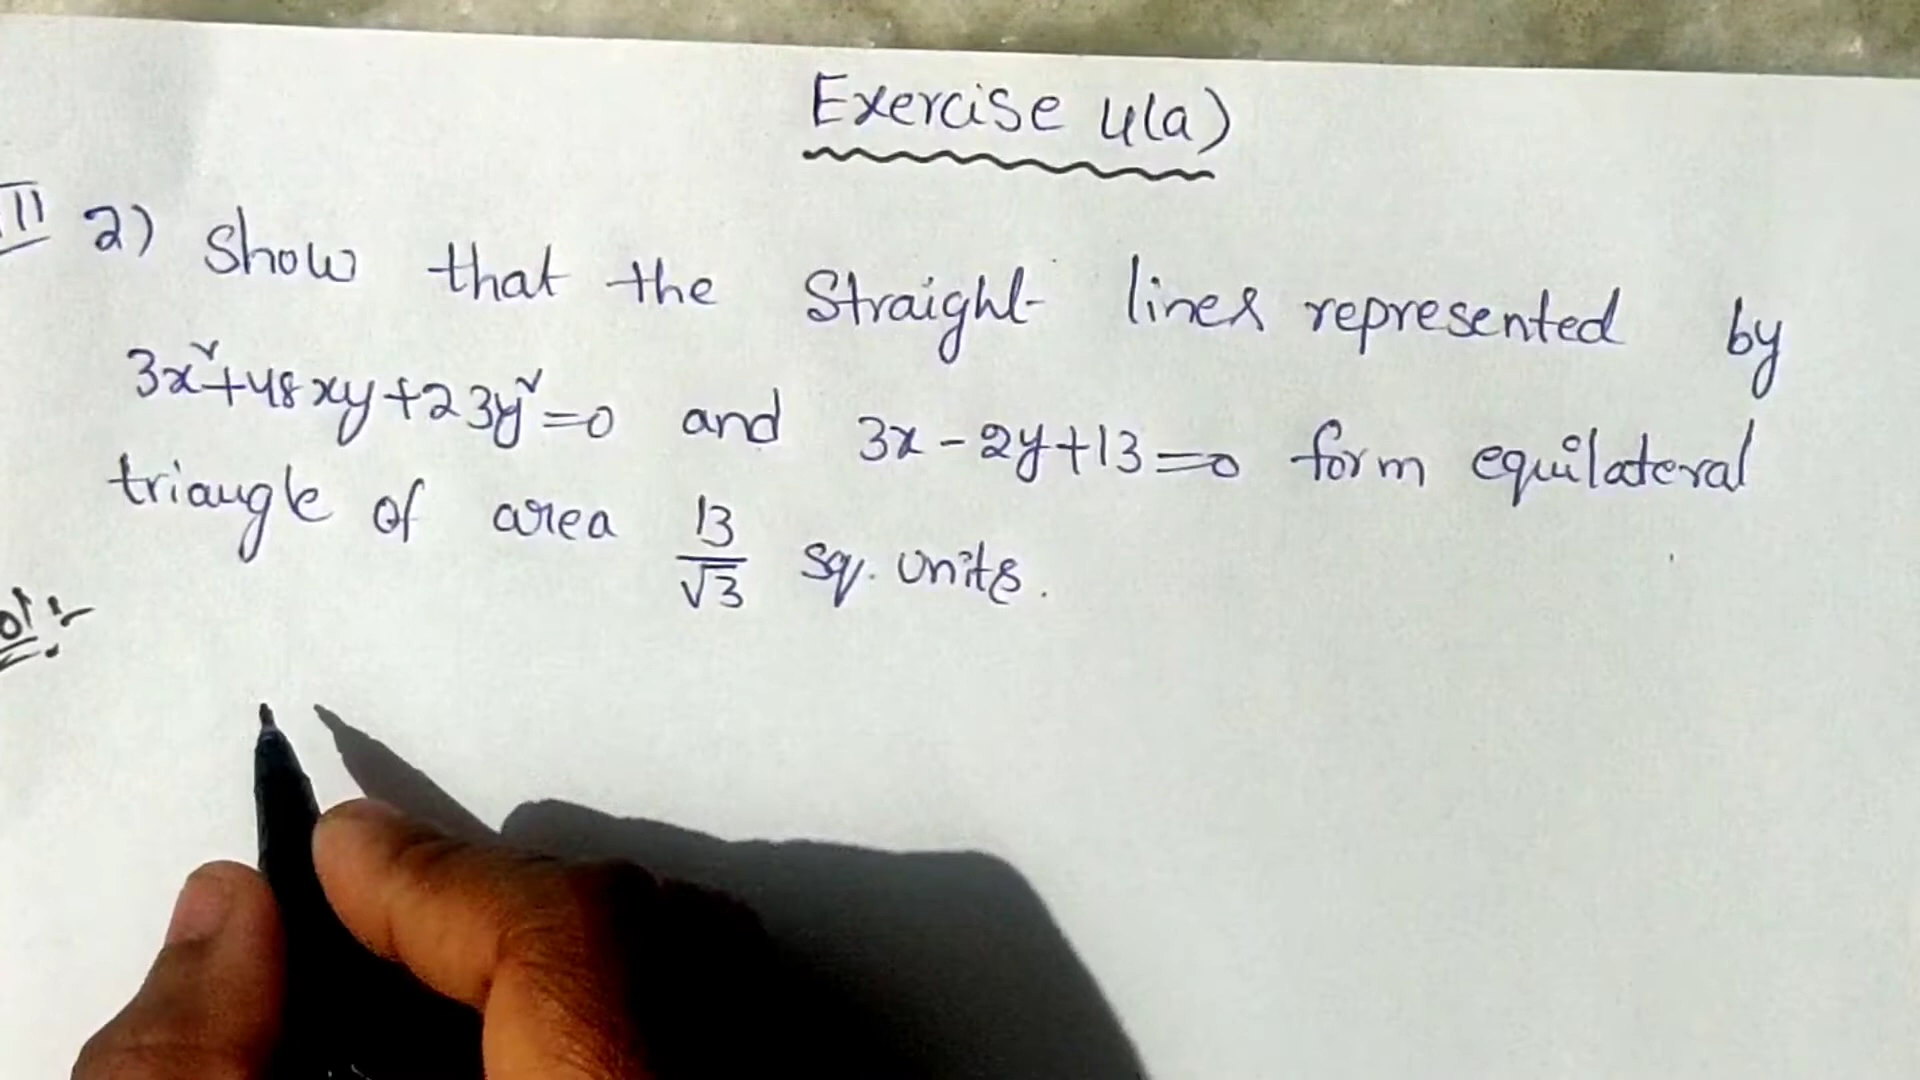 Exercise 4(a)
III 2) Show that the Straight lines represented by
3x²+48xy+23y²=0 and 3x-2y+13=0 form equilateral
triangle of area 13/√3 sq. units.
Sol:-